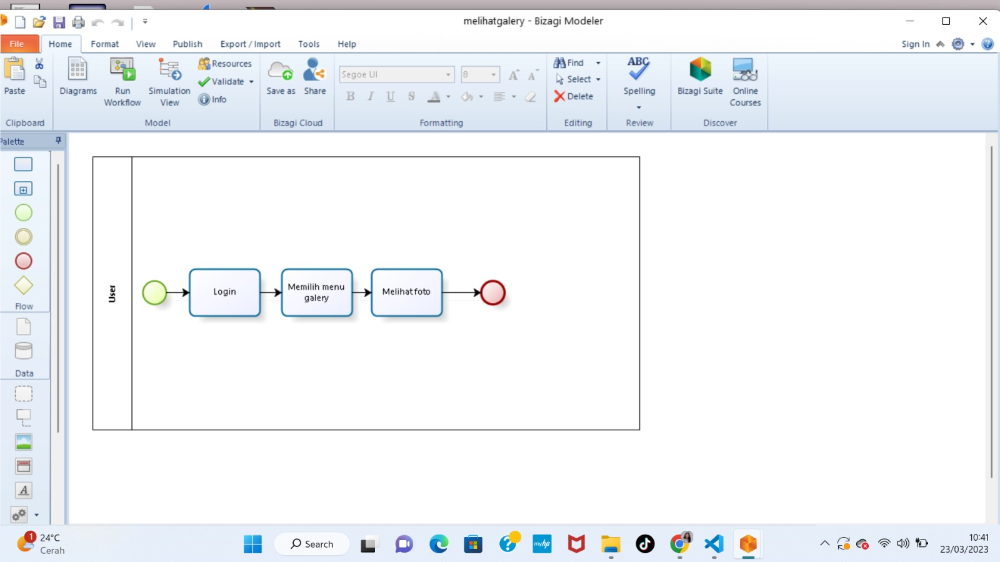 melihatgalery - Bizagi Modeler
File
Home
Format
View
Publish
Export / Import
Tools
Help
Sign In
Paste
Clipboard
Diagrams
Run
Workflow
Simulation
View
Resources
Validate
Info
Model
Save as
Share
Bizagi Cloud
Segoe UI
8
A
A
B I U S A
Formatting
Find
Select
Delete
Editing
ABC
Spelling
Review
Bizagi Suite
Online
Courses
Discover
Palette
Flow
Data
A
User
Login
Memilih menu
galery
Melihat foto
1
24°C
Cerah
Search
myhp
10:41
23/03/2023